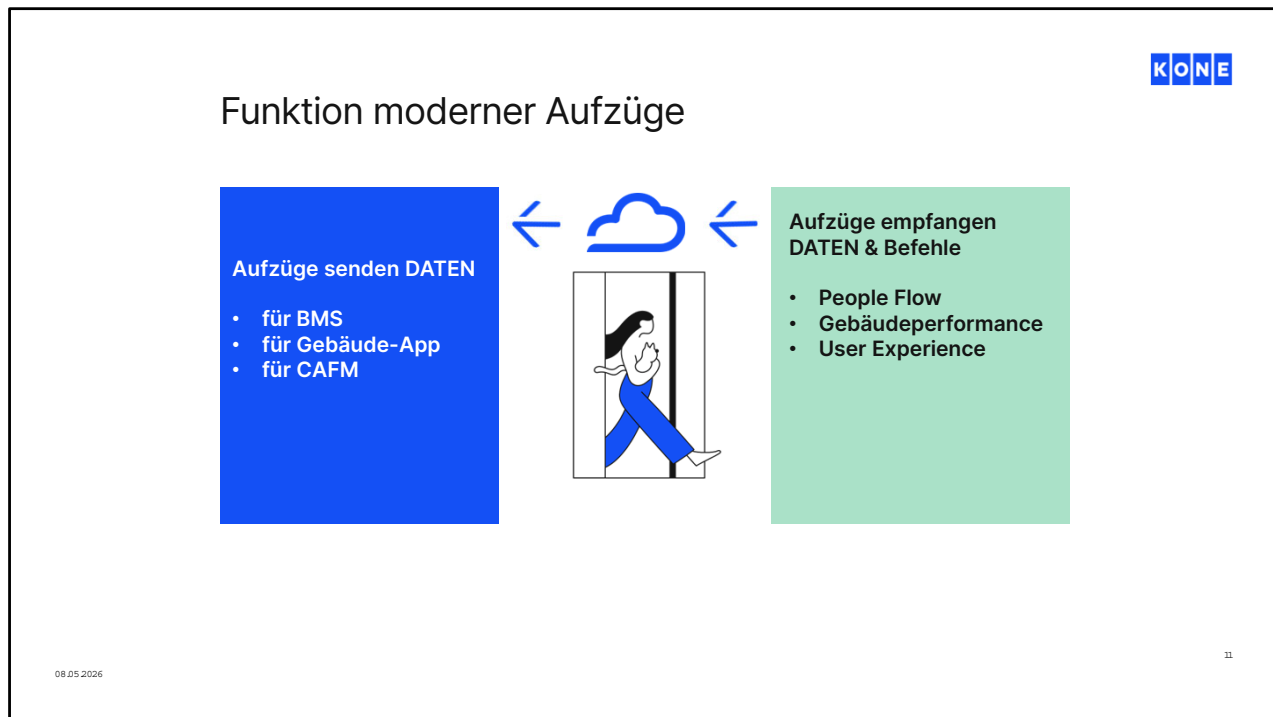 KONE
Funktion moderner Aufzüge
Aufzüge senden DATEN
• für BMS
• für Gebäude-App
• für CAFM
Aufzüge empfangen
DATEN & Befehle
• People Flow
• Gebäudeperformance
• User Experience
11
08.05.2026